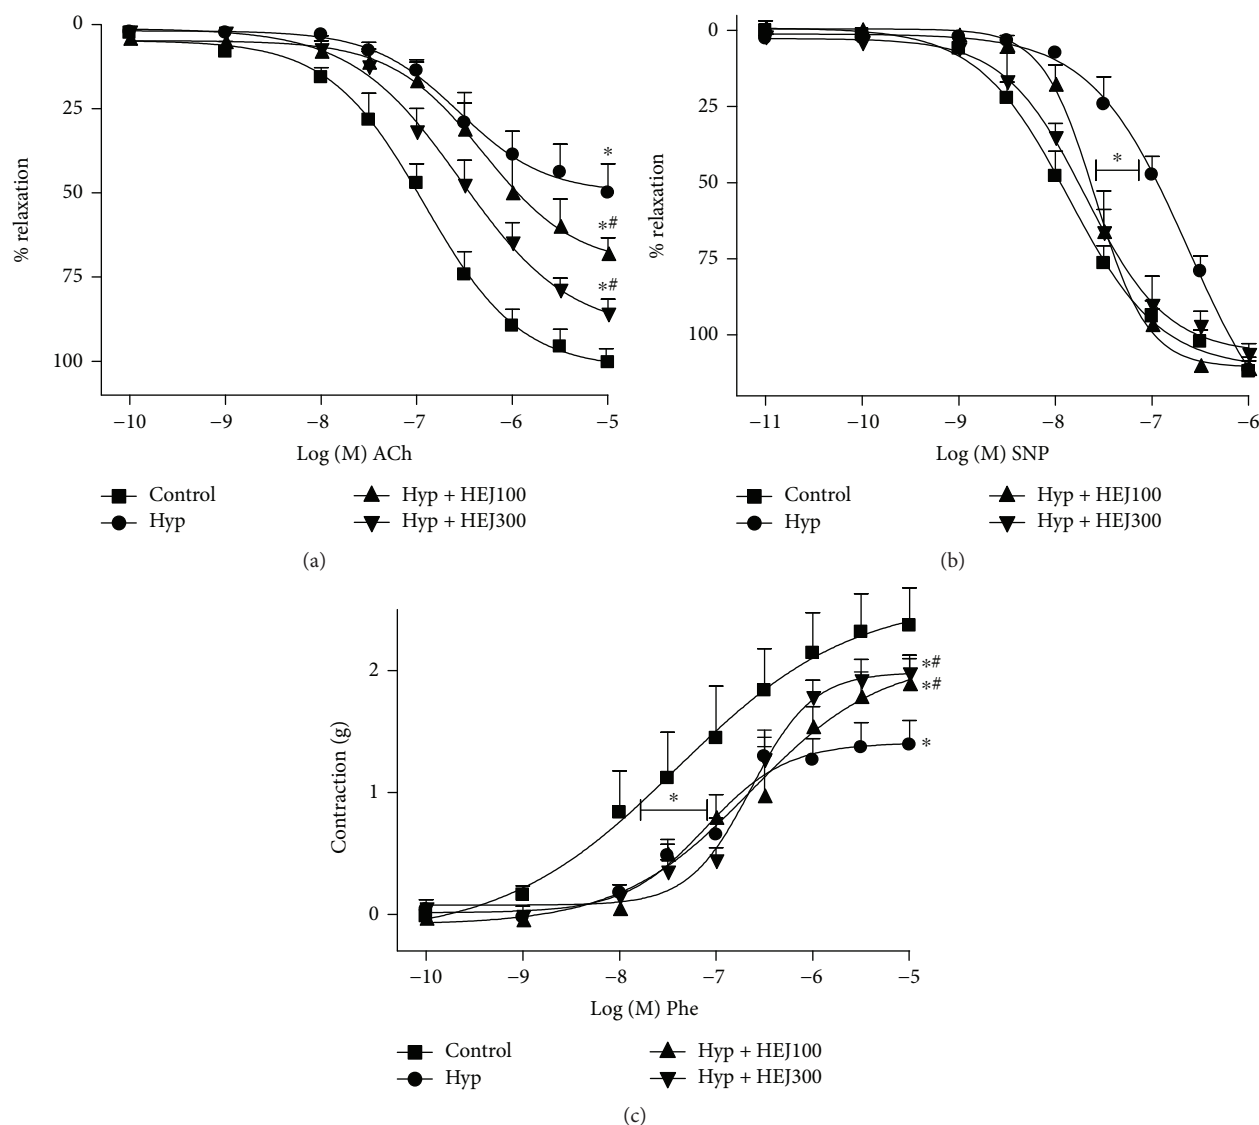 0
25
50
75
100
% relaxation
*
*#
*#
−10 −9 −8 −7 −6 −5
Log (M) ACh
Control
Hyp
Hyp + HEJ100
Hyp + HEJ300
(a)
0
25
50
75
100
% relaxation
*
−11 −10 −9 −8 −7 −6
Log (M) SNP
Control
Hyp
Hyp + HEJ100
Hyp + HEJ300
(b)
2
1
0
Contraction (g)
*
*#
*#
*
−10 −9 −8 −7 −6 −5
Log (M) Phe
Control
Hyp
Hyp + HEJ100
Hyp + HEJ300
(c)